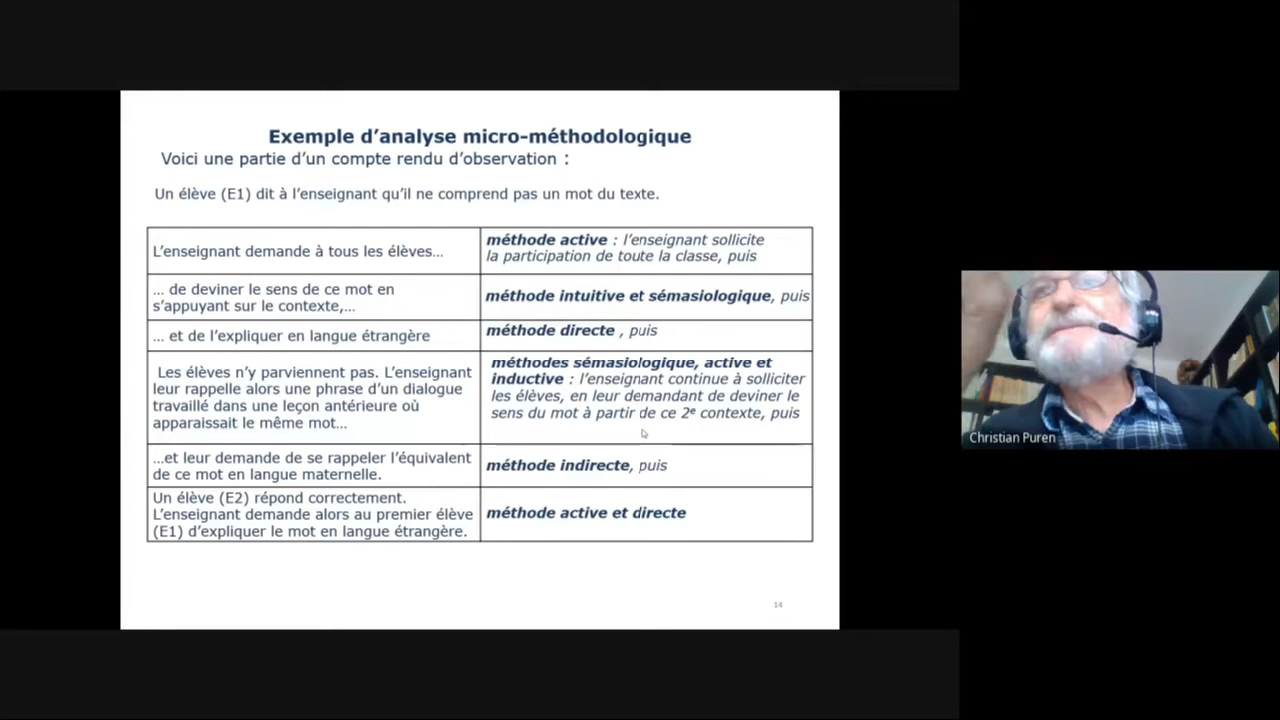 Exemple d’analyse micro-méthodologique
Voici une partie d’un compte rendu d’observation :
Un élève (E1) dit à l’enseignant qu’il ne comprend pas un mot du texte.
L’enseignant demande à tous les élèves…
méthode active : l’enseignant sollicite
la participation de toute la classe, puis
… de deviner le sens de ce mot en
s’appuyant sur le contexte,…
méthode intuitive et sémasiologique, puis
… et de l’expliquer en langue étrangère
méthode directe , puis
Les élèves n’y parviennent pas. L’enseignant
leur rappelle alors une phrase d’un dialogue
travaillé dans une leçon antérieure où
apparaissait le même mot…
méthodes sémasiologique, active et
inductive : l’enseignant continue à solliciter
les élèves, en leur demandant de deviner le
sens du mot à partir de ce 2e contexte, puis
…et leur demande de se rappeler l’équivalent
de ce mot en langue maternelle.
méthode indirecte, puis
Un élève (E2) répond correctement.
L’enseignant demande alors au premier élève
(E1) d’expliquer le mot en langue étrangère.
méthode active et directe
14
Christian Puren